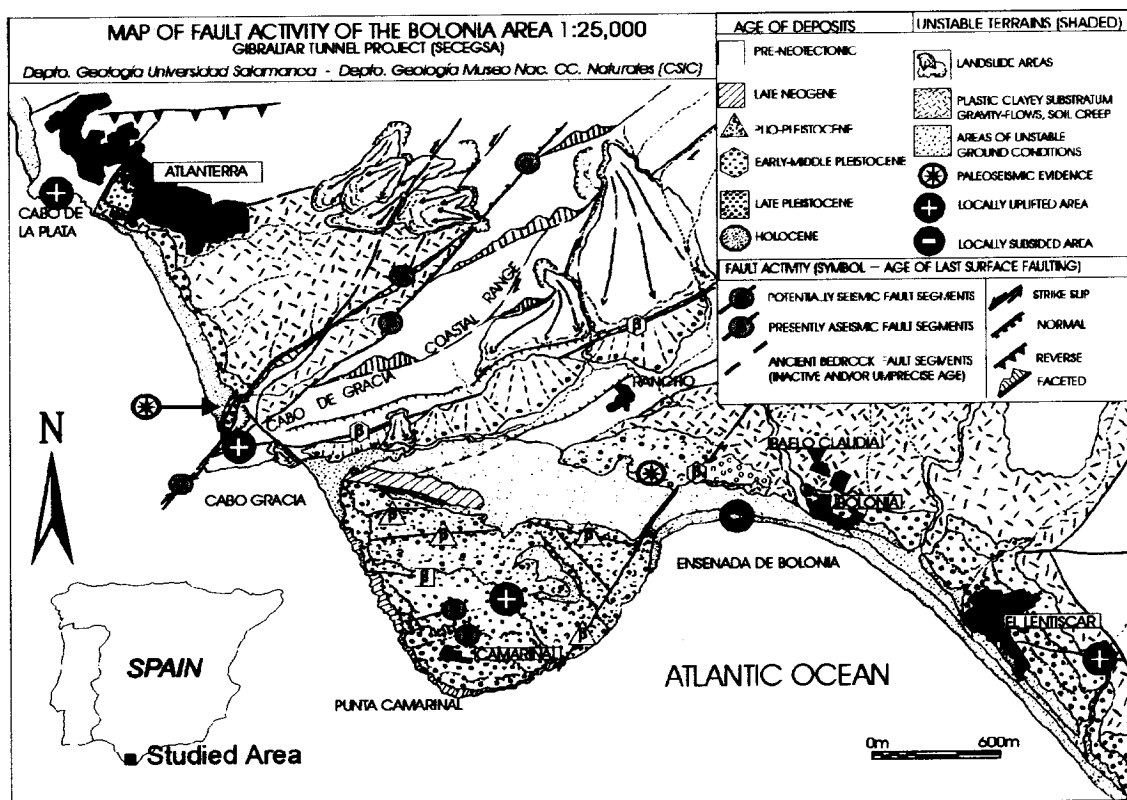 MAP OF FAULT ACTIVITY OF THE BOLONIA AREA 1:25,000
GIBRALTAR TUNNEL PROJECT (SECEGSA)
Depto. Geología Universidad Salamanca - Depto. Geología Museo Nac. CC. Naturales (CSIC)
AGE OF DEPOSITS
PRE-NEOTECTONIC
LATE NEOGENE
PLIO-PLEISTOCENE
EARLY-MIDDLE PLEISTOCENE
LATE PLEISTOCENE
HOLOCENE
UNSTABLE TERRAINS (SHADED)
LANDSLIDE AREAS
PLASTIC CLAYEY SUBSTRATUM
GRAVITY-FLOWS, SOIL CREEP
AREAS OF UNSTABLE
GROUND CONDITIONS
PALEOSEISMIC EVIDENCE
LOCALLY UPLIFTED AREA
LOCALLY SUBSIDED AREA
FAULT ACTIVITY (SYMBOL - AGE OF LAST SURFACE FAULTING)
POTENTIALLY SEISMIC FAULT SEGMENTS
PRESENTLY ASEISMIC FAULT SEGMENTS
ANCIENT BEDROCK FAULT SEGMENTS
(INACTIVE AND/OR UMPRECISE AGE)
STRIKE SLIP
NORMAL
REVERSE
FACETED
ATLANTERRA
CABO DE
LA PLATA
CABO DE GRACIA COASTAL RANGE
RANCHO
BAELO CLAUDIA
BOLONIA
N
CABO GRACIA
ENSENADA DE BOLONIA
EL LENTISCAR
CAMARINAL
PUNTA CAMARINAL
ATLANTIC OCEAN
SPAIN
Studied Area
0m 600m
β
β
β
β
β
β
β
β